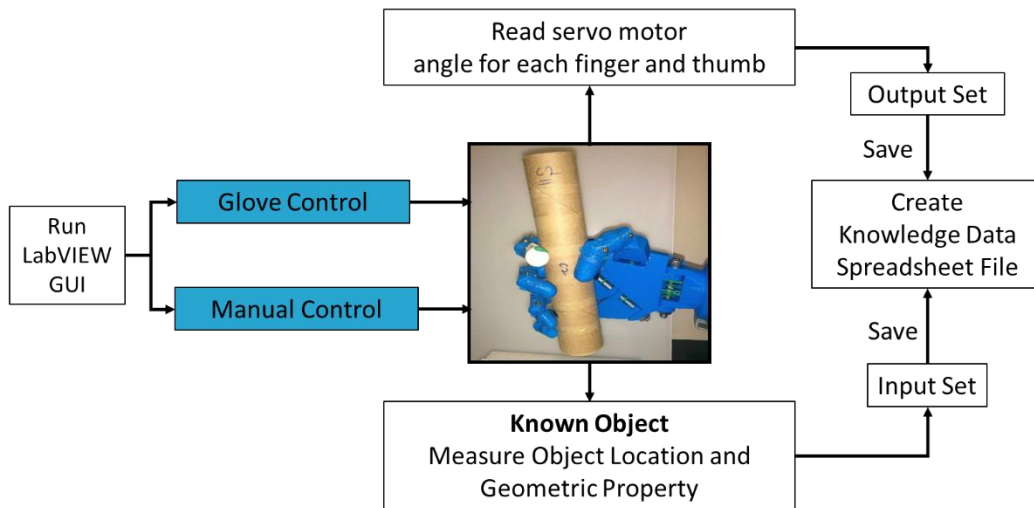 Read servo motor
angle for each finger and thumb
Output Set
Save
Glove Control
Run
LabVIEW
GUI
Manual Control
C2
Create
Knowledge Data
Spreadsheet File
Save
Input Set
Known Object
Measure Object Location and
Geometric Property